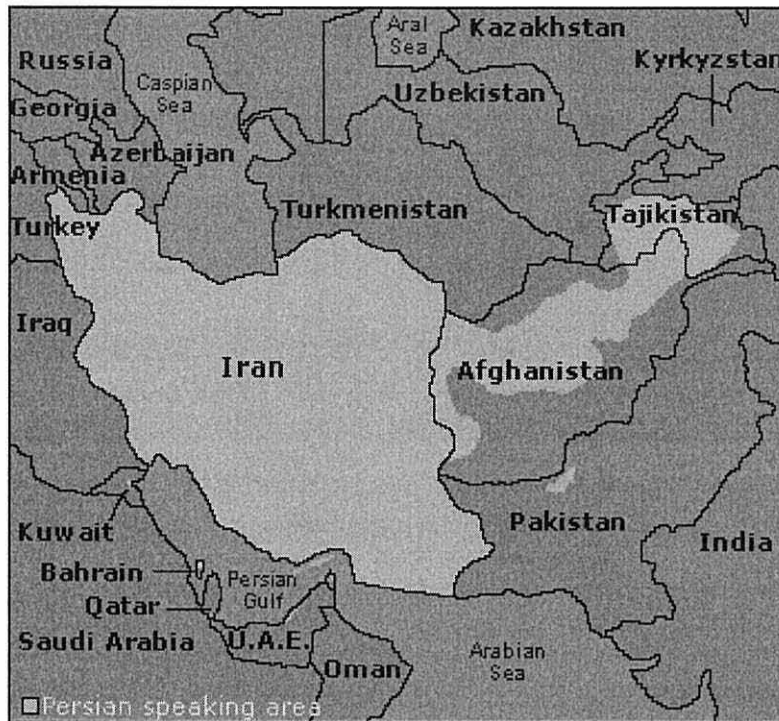 Aral
Sea
Kazakhstan
Russia
Caspian
Sea
Kyrkyzstan
Georgia
Uzbekistan
Azerbaijan
Armenia
Turkmenistan
Tajikistan
Turkey
Iraq
Iran
Afghanistan
Kuwait
Pakistan
India
Bahrain
Persian
Gulf
Qatar
Saudi Arabia
U.A.E.
Oman
Arabian
Sea
Persian speaking area